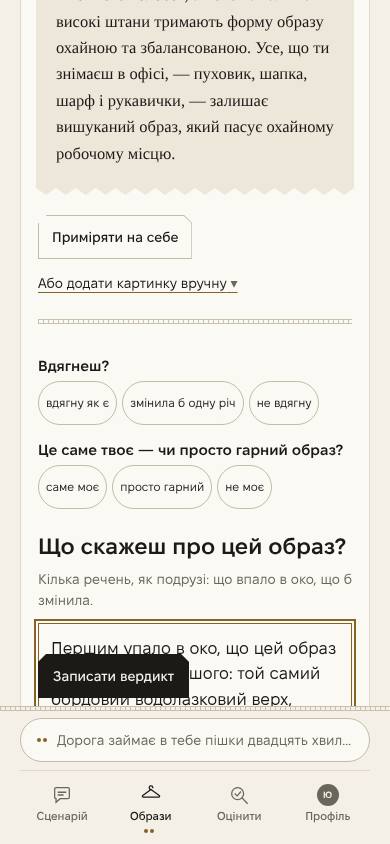 високі штани тримають форму образу
охайною та збалансованою. Усе, що ти
знімаєш в офісі, — пуховик, шапка,
шарф і рукавички, — залишає
вишуканий образ, який пасує охайному
робочому місцю.
Приміряти на себе
Або додати картинку вручну ▾
Вдягнеш?
вдягну як є
змінила б одну річ
не вдягну
Це саме твоє — чи просто гарний образ?
саме моє
просто гарний
не моє
Що скажеш про цей образ?
Кілька речень, як подрузі: що впало в око, що б
змінила.
Першим упало в око, що цей образ
шого: той самий
Записати вердикт
бордовий водолазковий верх,
Дорога займає в тебе пішки двадцять хвил...
Сценарій
Образи
Оцінити
Ю
Профіль